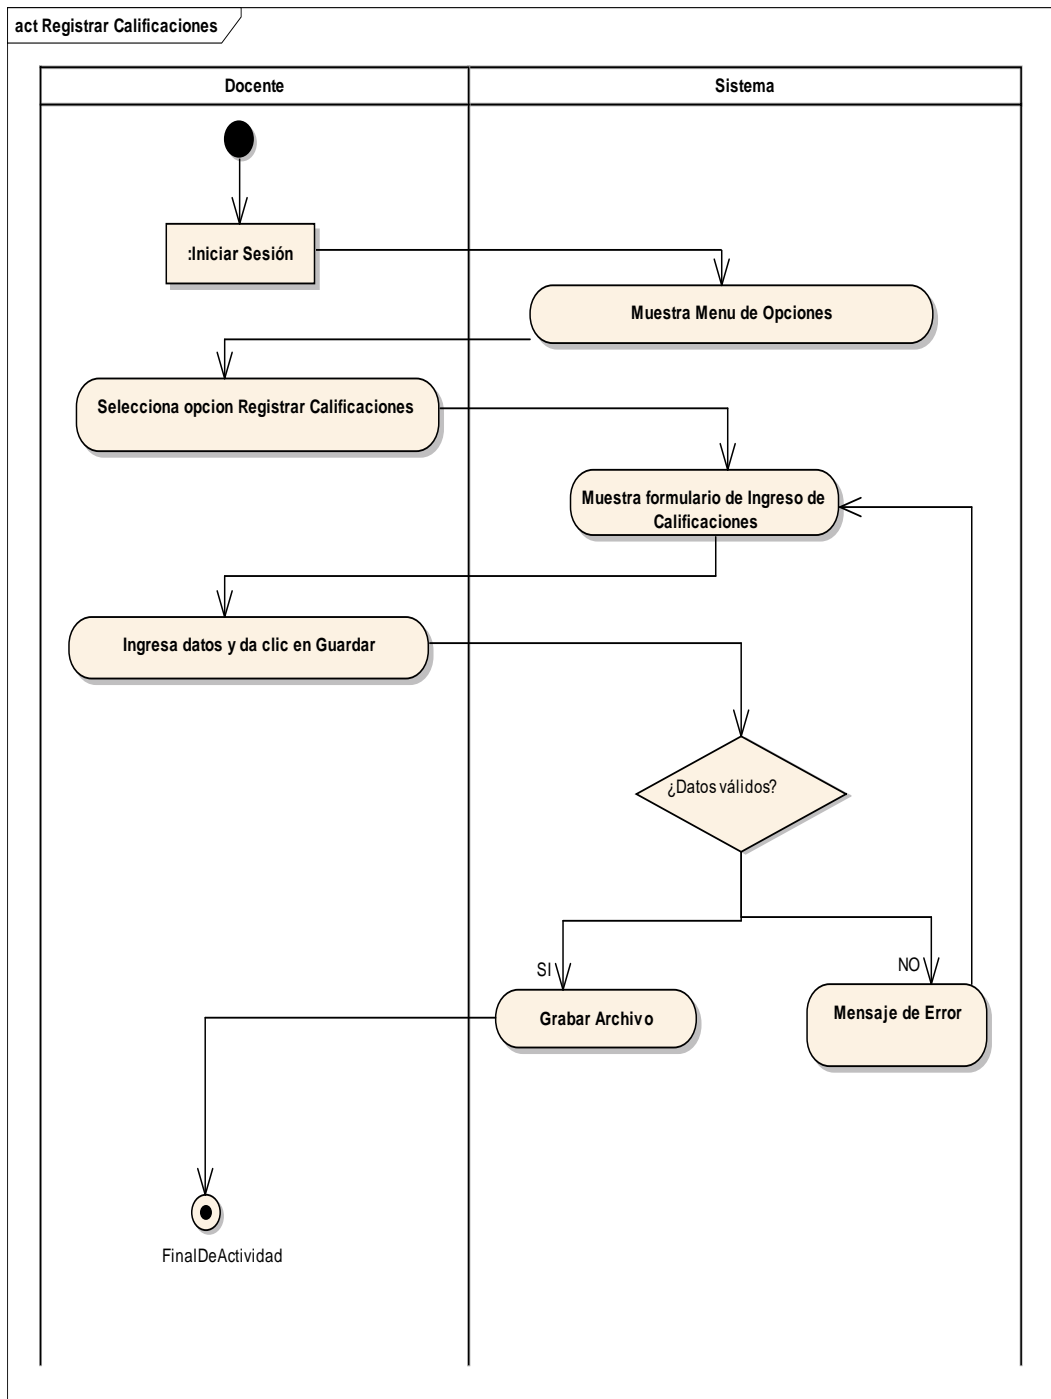 act Registrar Calificaciones
Docente
Sistema
:Iniciar Sesión
Muestra Menu de Opciones
Selecciona opcion Registrar Calificaciones
Muestra formulario de Ingreso de
Calificaciones
Ingresa datos y da clic en Guardar
¿Datos válidos?
SI
NO
Grabar Archivo
Mensaje de Error
FinalDeActividad